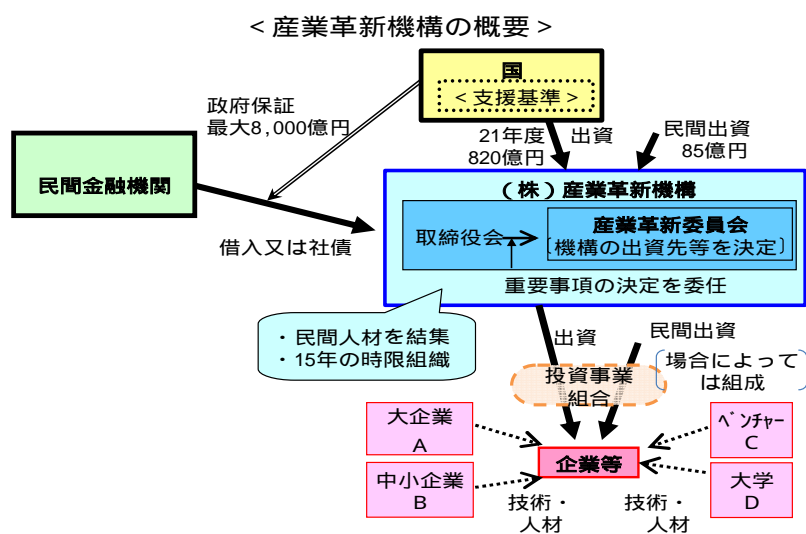 ＜産業革新機構の概要＞
国
＜支援基準＞
政府保証
最大8,000億円
21年度
820億円
出資
民間出資
85億円
民間金融機関
借入又は社債
（株）産業革新機構
取締役会
産業革新委員会
〔機構の出資先等を決定〕
重要事項の決定を委任
・民間人材を結集
・15年の時限組織
出資
民間出資
場合によって
は組成
投資事業
組合
大企業
A
中小企業
B
企業等
ﾍﾞﾝﾁｬｰ
C
大学
D
技術・
人材
技術・
人材